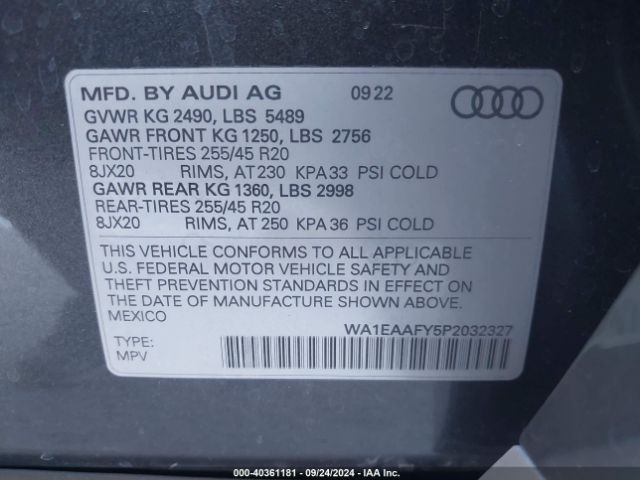 MFD. BY AUDI AG 09 22
GVWR KG 2490, LBS 5489
GAWR FRONT KG 1250, LBS 2756
FRONT-TIRES 255/45 R20
8JX20 RIMS, AT 230 KPA 33 PSI COLD
GAWR REAR KG 1360, LBS 2998
REAR-TIRES 255/45 R20
8JX20 RIMS, AT 250 KPA 36 PSI COLD
THIS VEHICLE CONFORMS TO ALL APPLICABLE
U.S. FEDERAL MOTOR VEHICLE SAFETY AND
THEFT PREVENTION STANDARDS IN EFFECT ON
THE DATE OF MANUFACTURE SHOWN ABOVE.
MEXICO
WA1EAAFY5P2032327
TYPE:
MPV
000-40361181 - 09/24/2024 - IAA Inc.